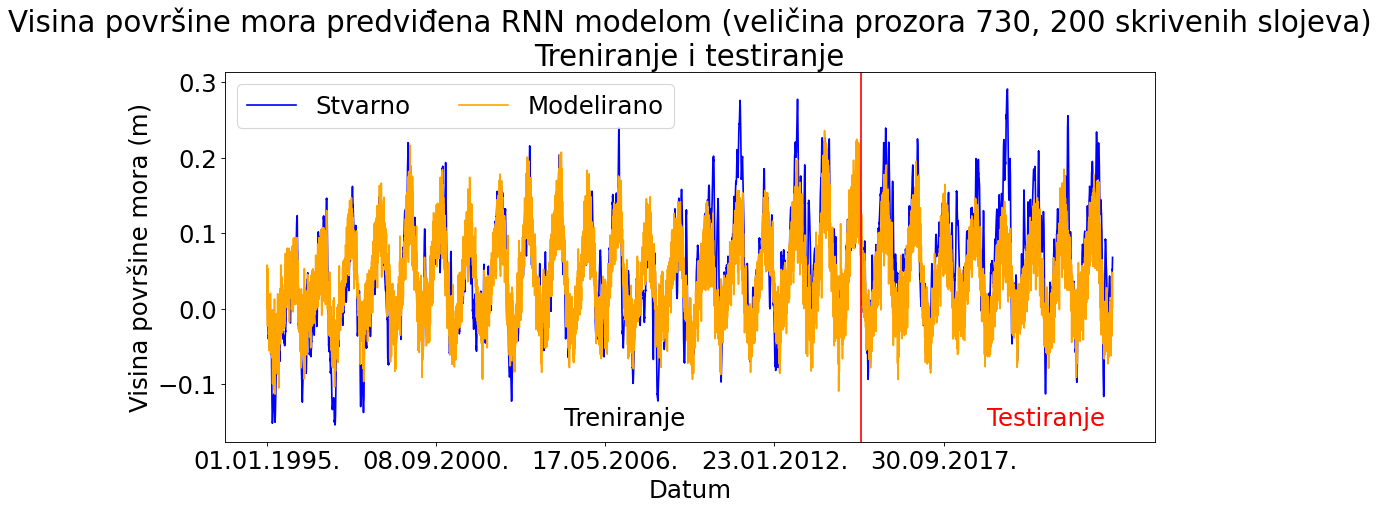 Visina površine mora predviđena RNN modelom (veličina prozora 730, 200 skrivenih slojeva)
Treniranje i testiranje
Stvarno Modelirano
Visina površine mora (m)
0.3
0.2
0.1
0.0
−0.1
Treniranje Testiranje
01.01.1995. 08.09.2000. 17.05.2006. 23.01.2012. 30.09.2017.
Datum